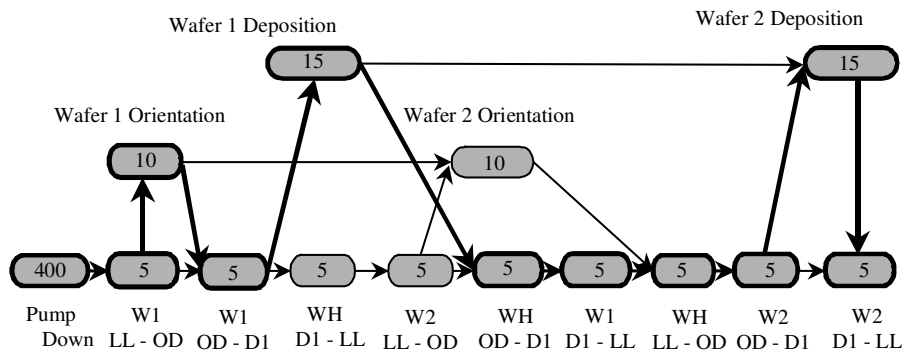 Wafer 1 Deposition
Wafer 2 Deposition
15
15
Wafer 1 Orientation
Wafer 2 Orientation
10
10
400 5 5 5 5 5 5 5 5 5
Pump W1 W1 WH W2 WH W1 WH W2 W2
Down LL - OD OD - D1 D1 - LL LL - OD OD - D1 D1 - LL LL - OD OD - D1 D1 - LL